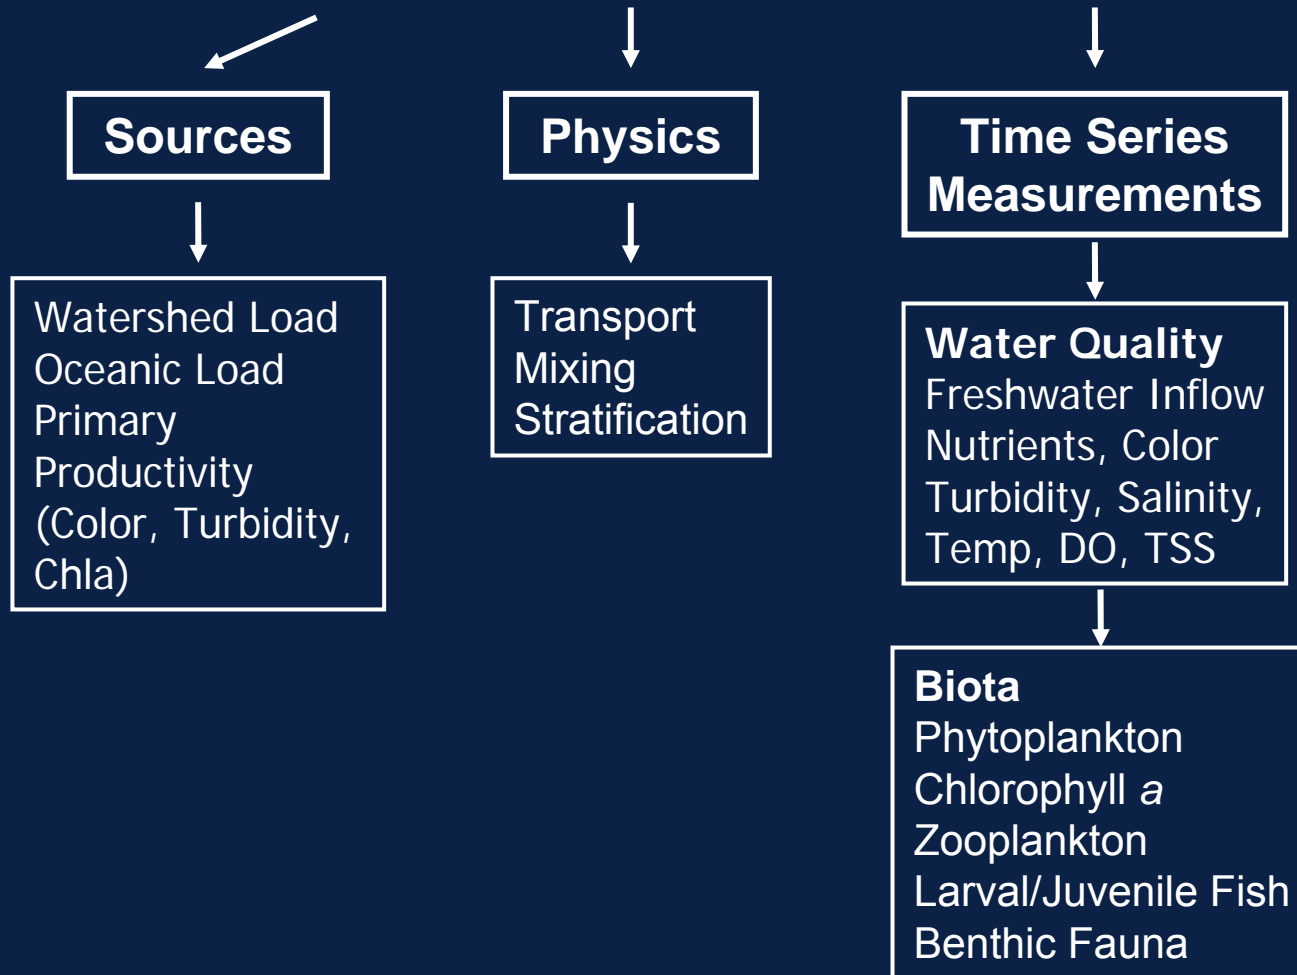 Sources
Watershed Load
Oceanic Load
Primary
Productivity
(Color, Turbidity,
Chla)
Physics
Transport
Mixing
Stratification
Time Series
Measurements
Water Quality
Freshwater Inflow
Nutrients, Color
Turbidity, Salinity,
Temp, DO, TSS
Biota
Phytoplankton
Chlorophyll a
Zooplankton
Larval/Juvenile Fish
Benthic Fauna